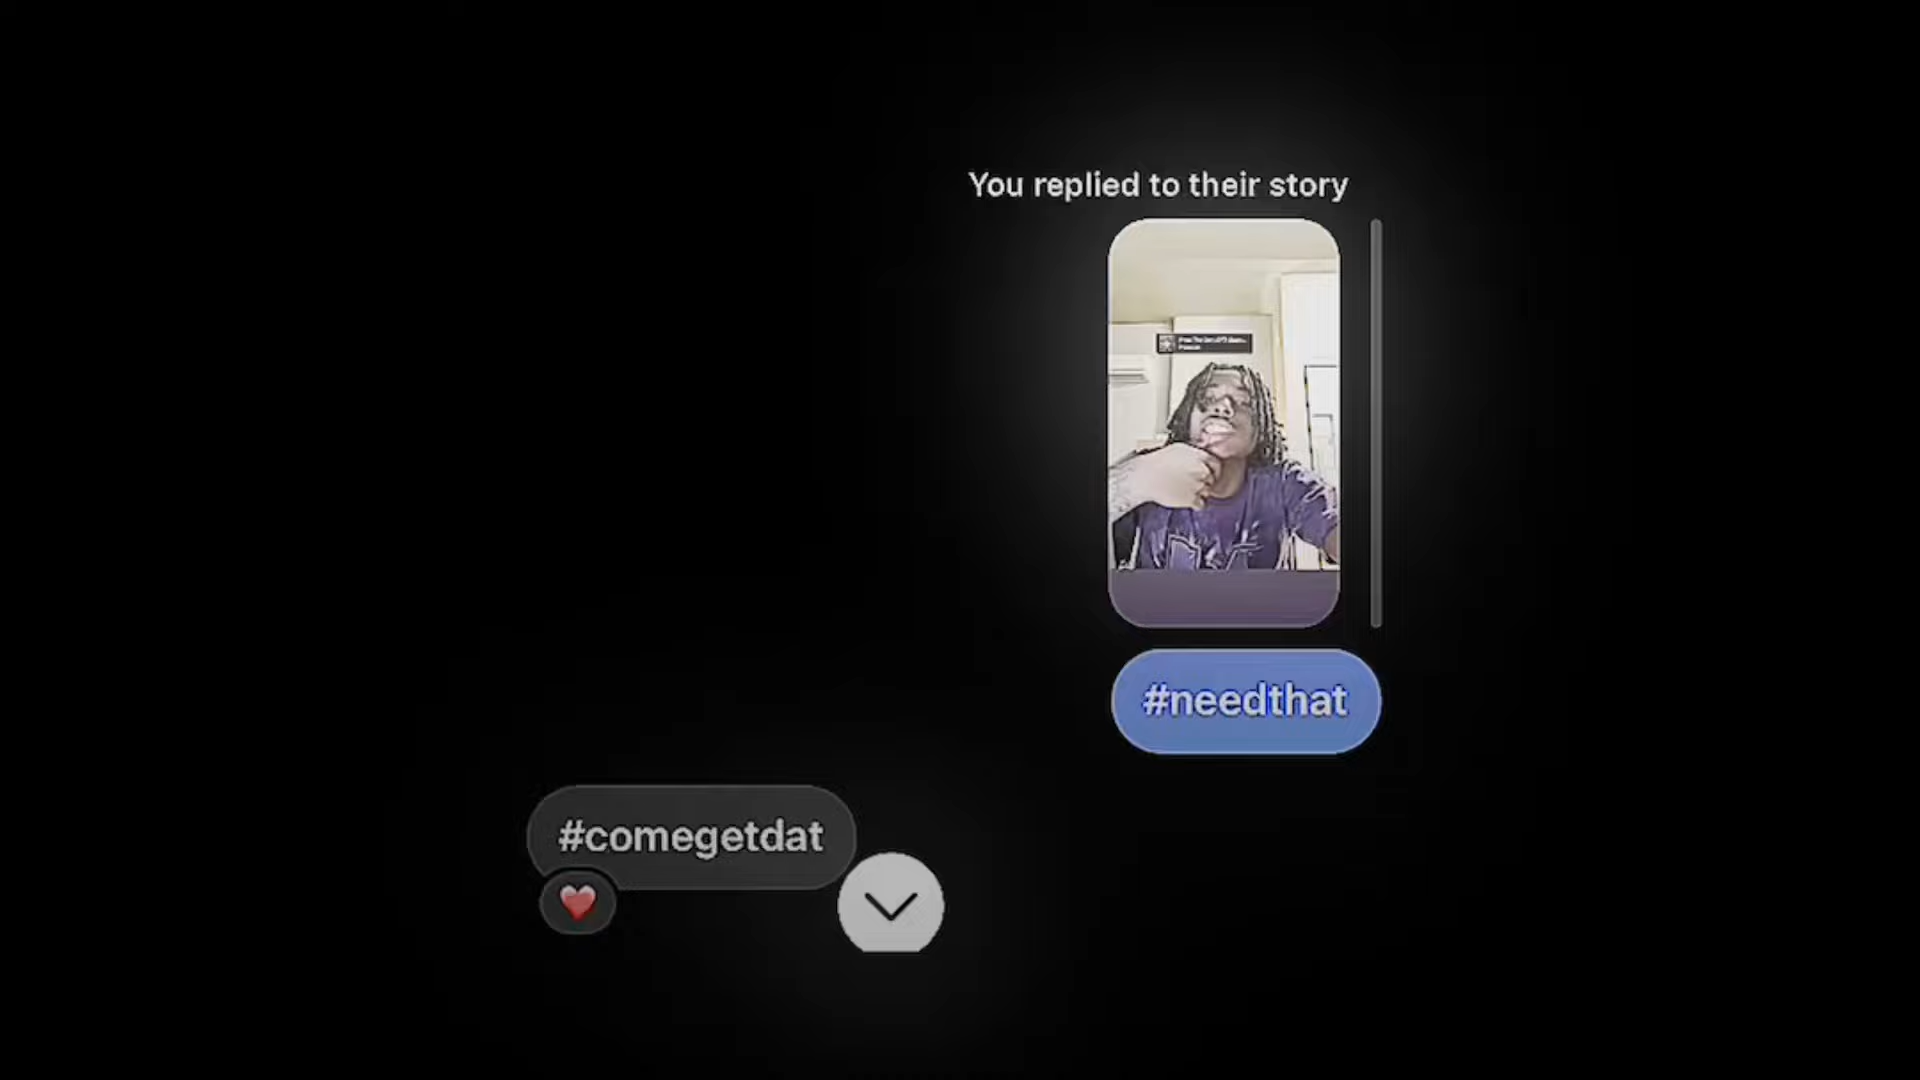 You replied to their story
#needthat
#comegetdat